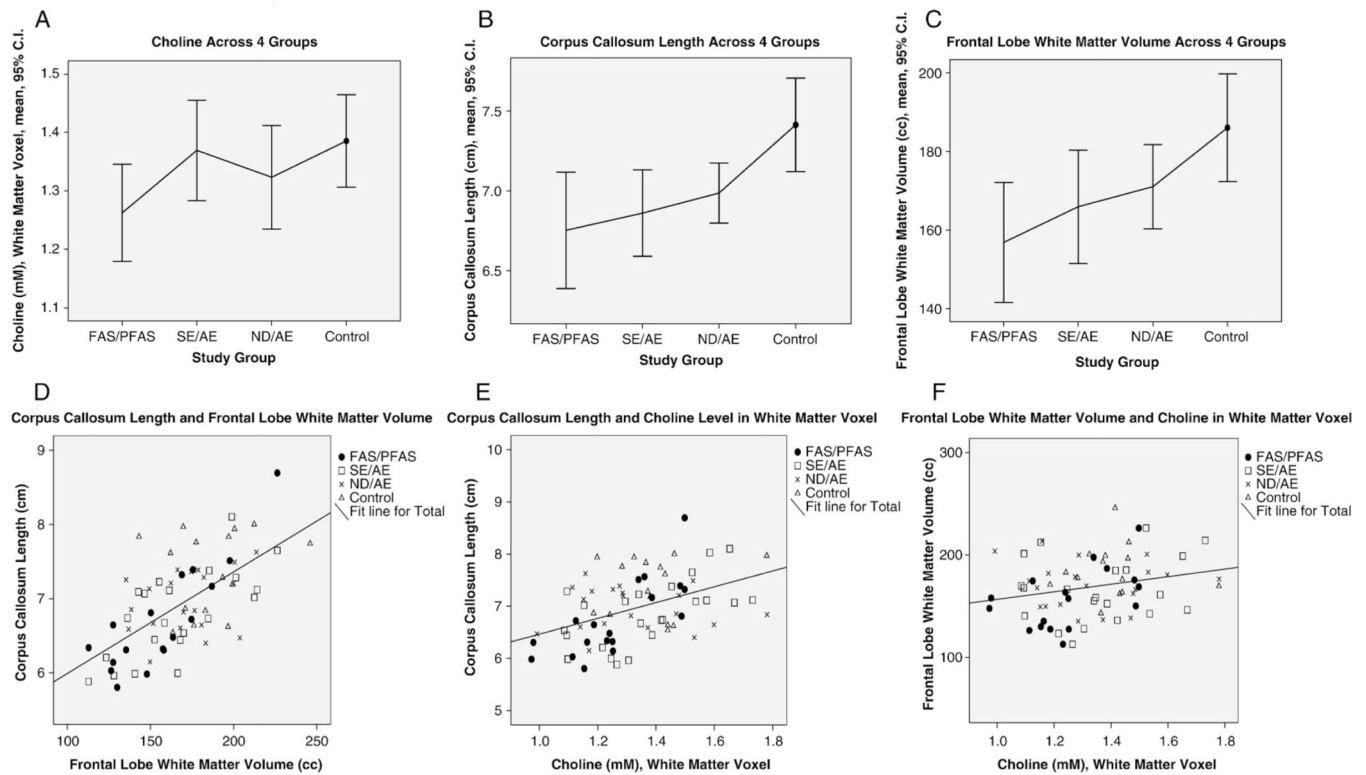 A
Choline Across 4 Groups
Choline (mM), White Matter Voxel, mean, 95% C.I.
1.5
1.4
1.3
1.2
1.1
FAS/PFAS SE/AE ND/AE Control
Study Group
B
Corpus Callosum Length Across 4 Groups
Corpus Callosum Length (cm), mean, 95% C.I.
7.5
7.0
6.5
FAS/PFAS SE/AE ND/AE Control
Study Group
C
Frontal Lobe White Matter Volume Across 4 Groups
Frontal Lobe White Matter Volume (cc), mean, 95% C.I.
200
180
160
140
FAS/PFAS SE/AE ND/AE Control
Study Group
D
Corpus Callosum Length and Frontal Lobe White Matter Volume
Corpus Callosum Length (cm)
9
8
7
6
100 150 200 250
Frontal Lobe White Matter Volume (cc)
FAS/PFAS
SE/AE
ND/AE
Control
Fit line for Total
E
Corpus Callosum Length and Choline Level in White Matter Voxel
Corpus Callosum Length (cm)
10
9
8
7
6
5
1.0 1.2 1.4 1.6 1.8
Choline (mM), White Matter Voxel
FAS/PFAS
SE/AE
ND/AE
Control
Fit line for Total
F
Frontal Lobe White Matter Volume and Choline in White Matter Voxel
Frontal Lobe White Matter Volume (cc)
300
200
100
1.0 1.2 1.4 1.6 1.8
Choline (mM), White Matter Voxel
FAS/PFAS
SE/AE
ND/AE
Control
Fit line for Total